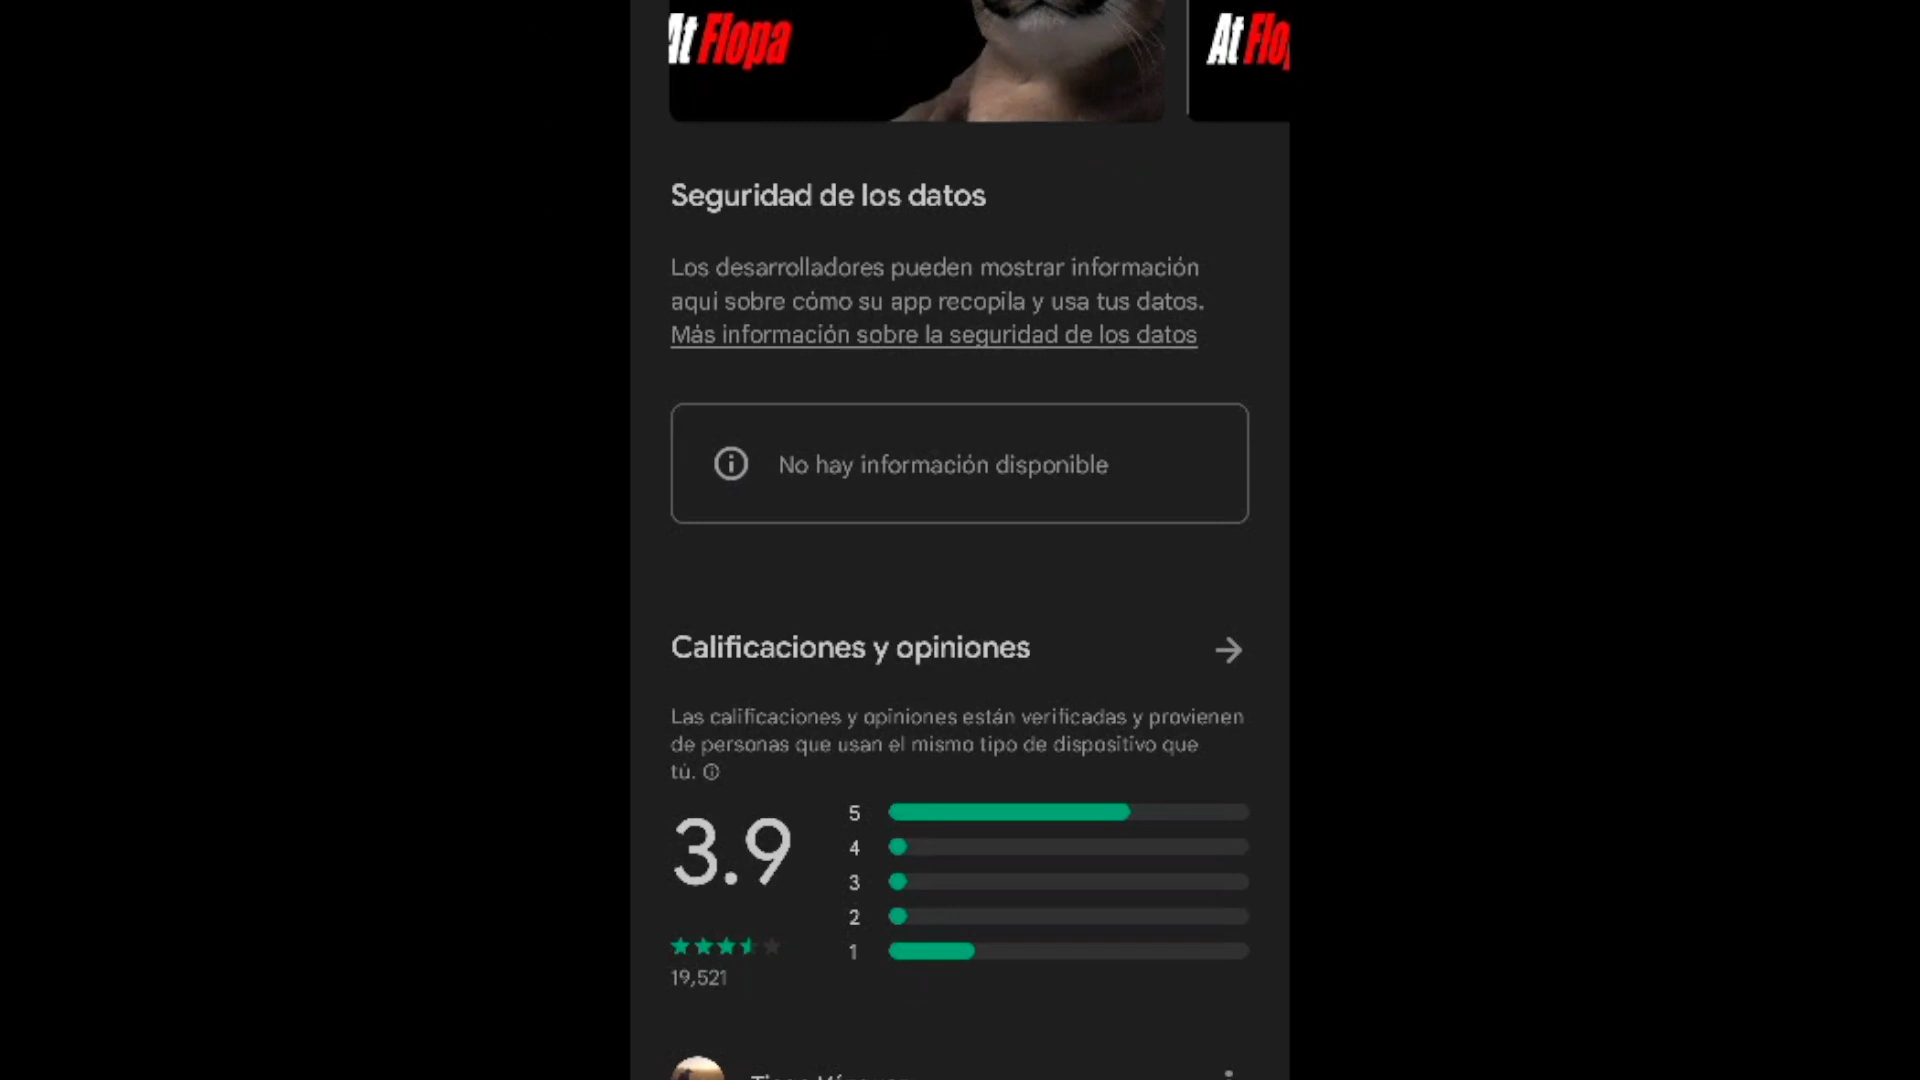 At Flopa
At Flo
Seguridad de los datos
Los desarrolladores pueden mostrar información
aquí sobre cómo su app recopila y usa tus datos.
Más información sobre la seguridad de los datos
No hay información disponible
Calificaciones y opiniones
Las calificaciones y opiniones están verificadas y provienen
de personas que usan el mismo tipo de dispositivo que
tú.
3.9
5
4
3
2
1
19,521